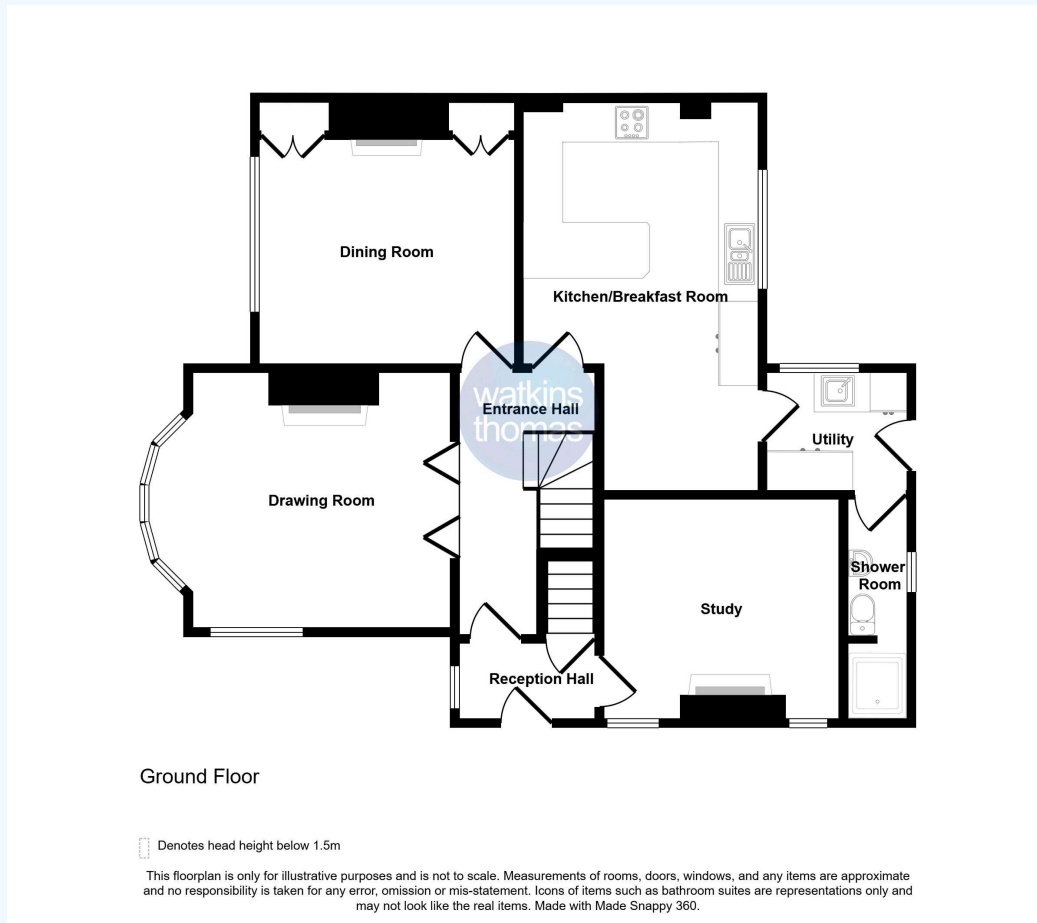 Dining Room
Kitchen/Breakfast Room
watkins
thomas
Entrance Hall
Utility
Drawing Room
Shower
Room
Study
Reception Hall
Ground Floor
Denotes head height below 1.5m
This floorplan is only for illustrative purposes and is not to scale. Measurements of rooms, doors, windows, and any items are approximate
and no responsibility is taken for any error, omission or mis-statement. Icons of items such as bathroom suites are representations only and
may not look like the real items. Made with Made Snappy 360.